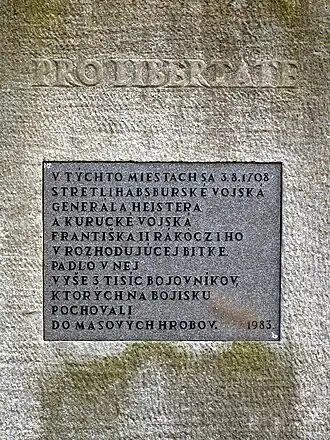 PRO LIBERTATE
V TÝCHTO MIESTACH SA 3.8.1708
STRETLI HABSBURSKÉ VOJSKÁ
GENERÁLA HEISTERA
A KURUCKÉ VOJSKÁ
FRANTIŠKA II RÁKOCZIHO
V ROZHODUJÚCEJ BITKE.
PADLO V NEJ
VYŠE 3 TISÍC BOJOVNÍKOV,
KTORÝCH NA BOJISKU
POCHOVALI
DO MASOVÝCH HROBOV. 1983